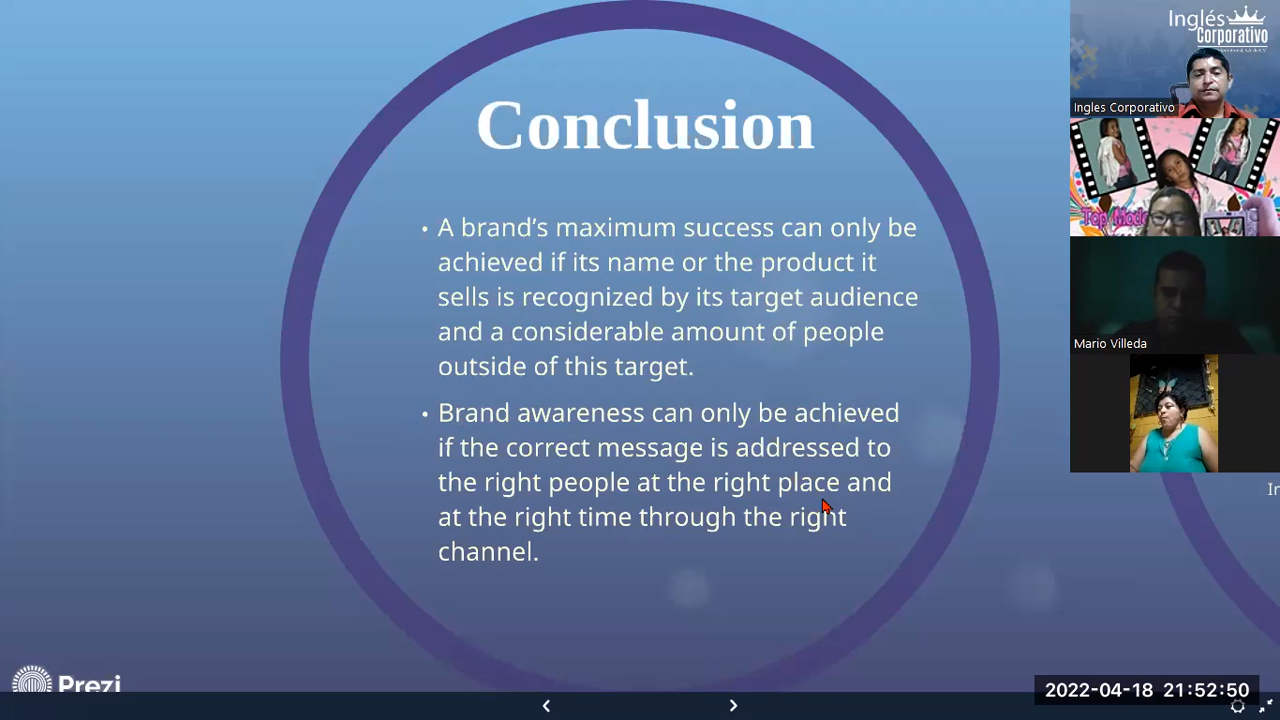 Conclusion
• A brand’s maximum success can only be
achieved if its name or the product it
sells is recognized by its target audience
and a considerable amount of people
outside of this target.
• Brand awareness can only be achieved
if the correct message is addressed to
the right people at the right place and
at the right time through the right
channel.
Prezi
Inglés
Corporativo
Ingles Corporativo
Mario Villeda
2022-04-18 21:52:50